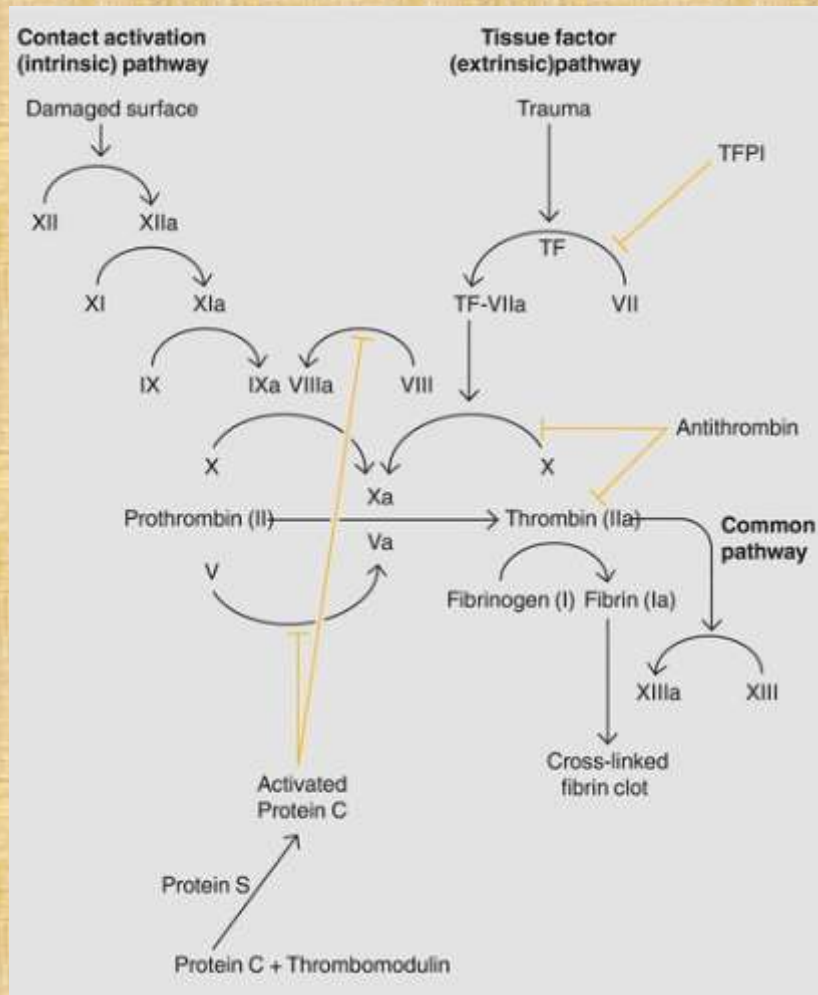 Contact activation
(intrinsic) pathway
Tissue factor
(extrinsic)pathway
Damaged surface
Trauma
TFPI
XII
XIIa
TF
XI
XIa
TF-VIIa
VII
IX
IXa
VIIIa
VIII
Antithrombin
X
X
Xa
Prothrombin (II)
Thrombin (IIa)
Common
pathway
Va
V
Fibrinogen (I)
Fibrin (Ia)
XIIIa
XIII
Cross-linked
fibrin clot
Activated
Protein C
Protein S
Protein C + Thrombomodulin